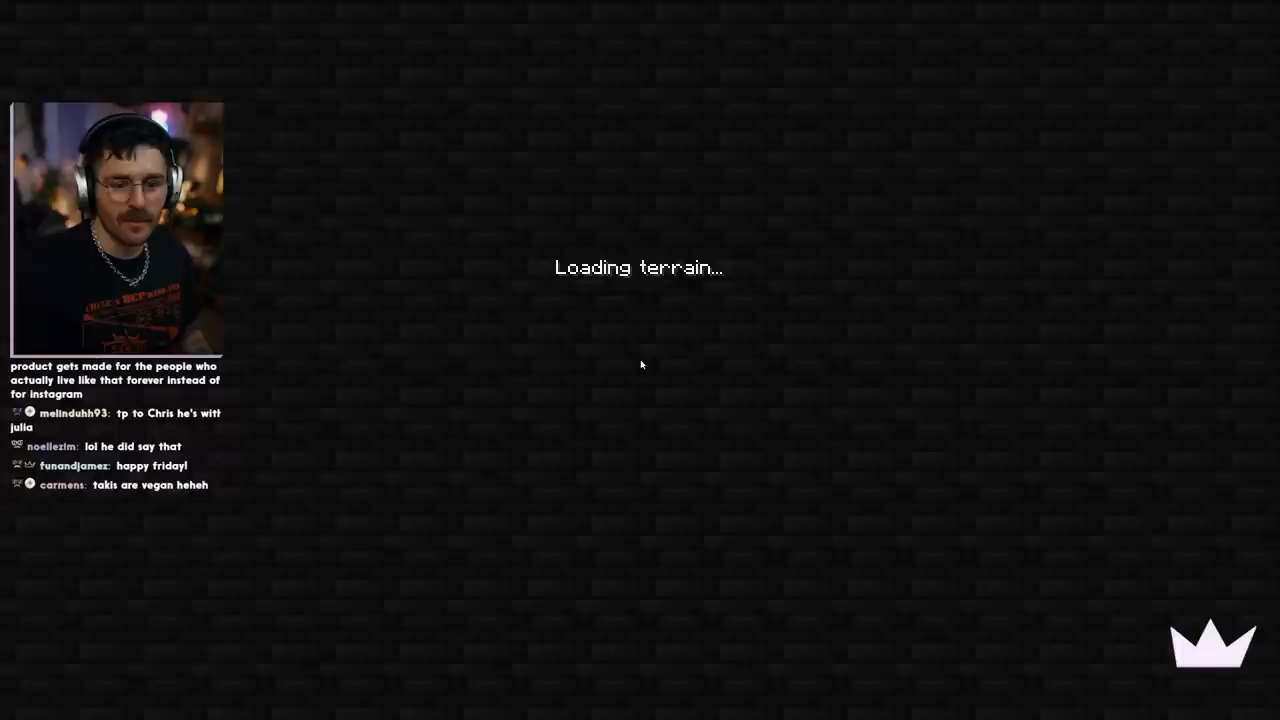 Loading terrain...
product gets made for the people who
actually live like that forever instead of
for instagram
melinduhh93: tp to Chris he's with
julia
noellezim: lol he did say that
funandjamez: happy friday!
carmens: takis are vegan heheh